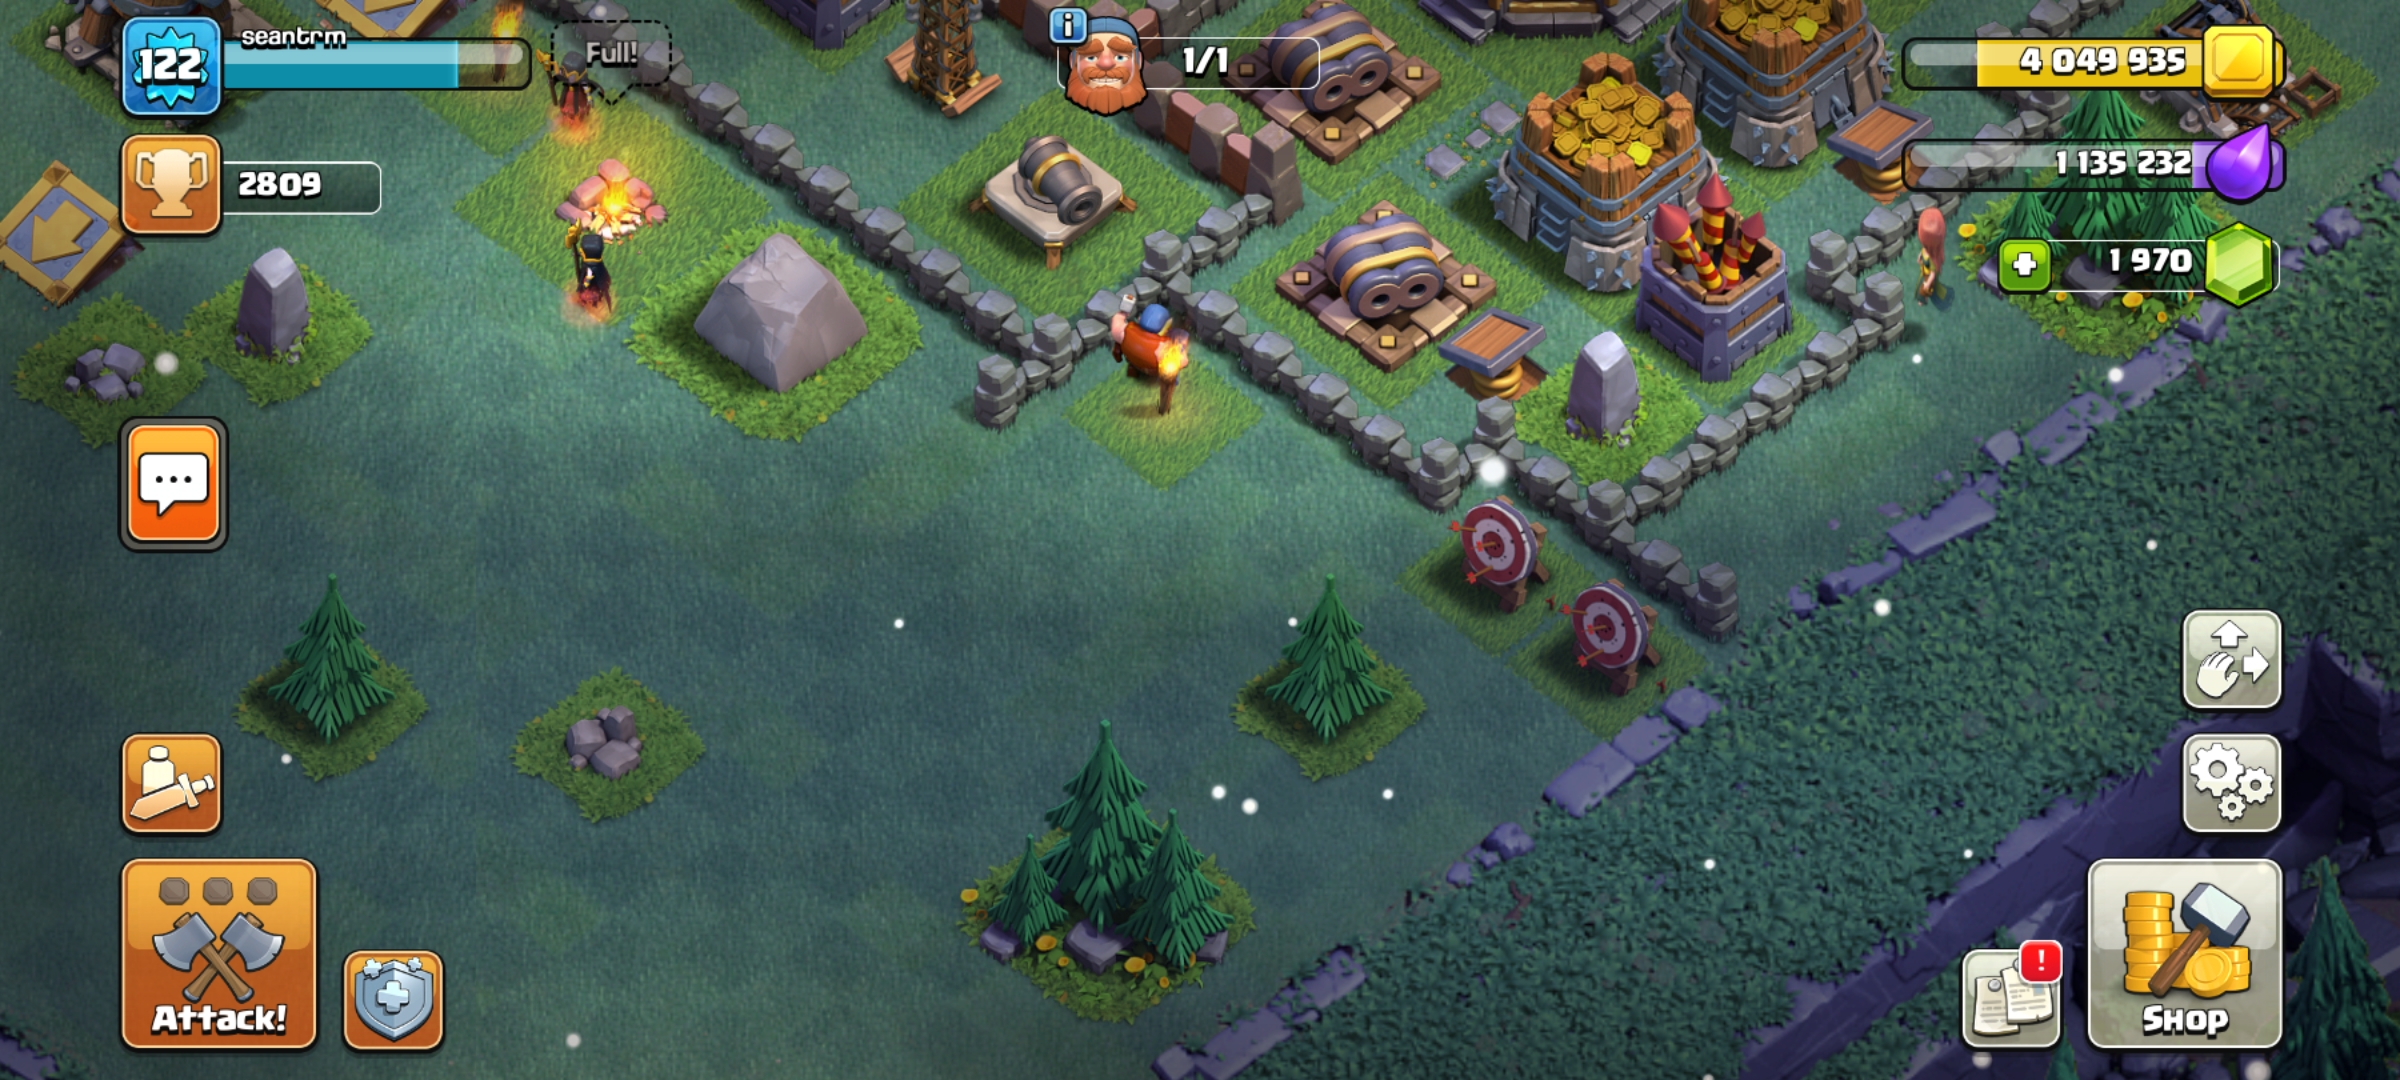 122
seantrm
Full!
i
1/1
4 049 935
2809
1 135 232
+
1 970
...
Attack!
!
Shop